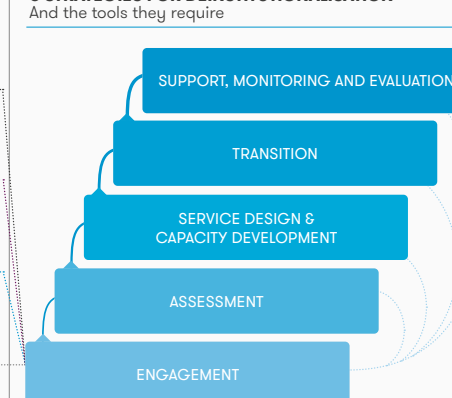 And the tools they require
SUPPORT, MONITORING AND EVALUATION
TRANSITION
SERVICE DESIGN &
CAPACITY DEVELOPMENT
ASSESSMENT
ENGAGEMENT